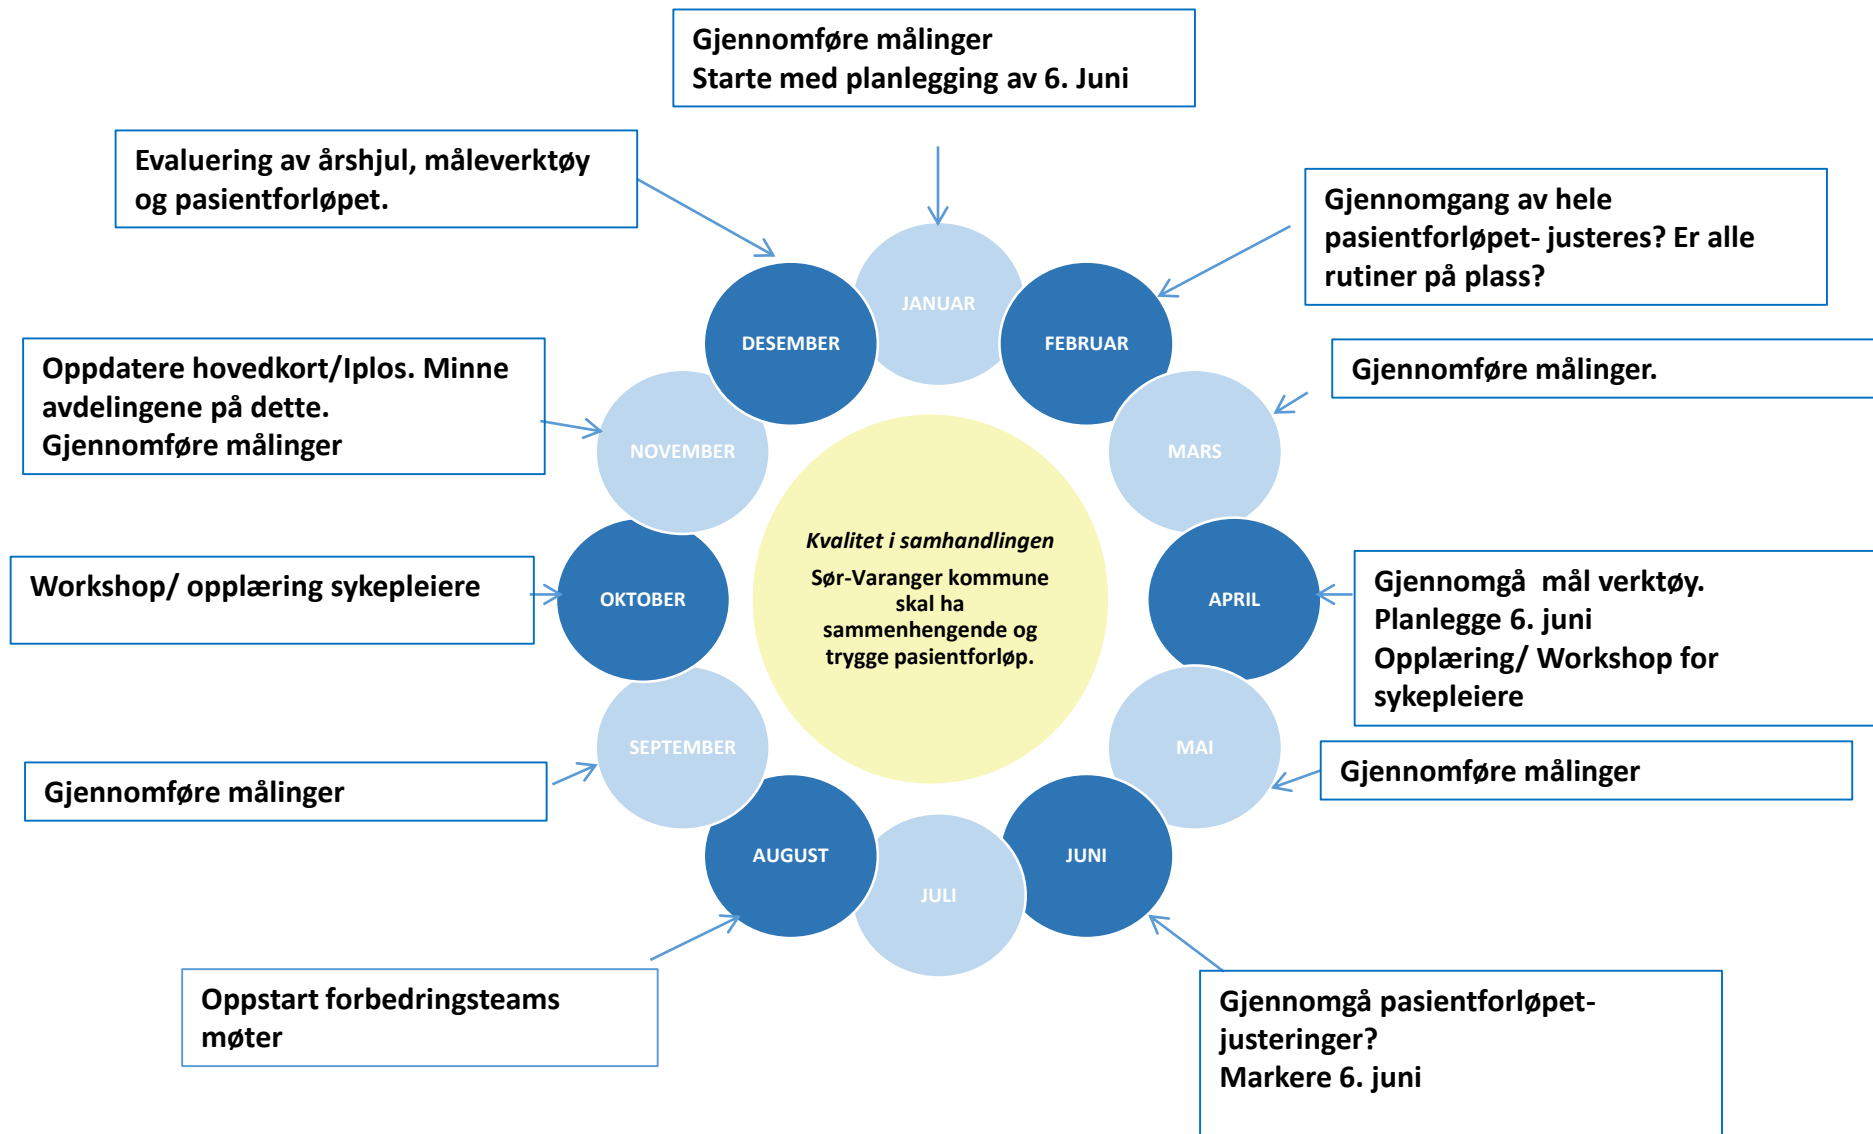 Gjennomføre målinger
Starte med planlegging av 6. Juni
Evaluering av årshjul, måleverktøy
og pasientforløpet.
Gjennomgang av hele
pasientforløpet- justeres? Er alle
rutiner på plass?
JANUAR
DESEMBER
FEBRUAR
Oppdatere hovedkort/Iplos. Minne
avdelingene på dette.
Gjennomføre målinger
Gjennomføre målinger.
NOVEMBER
MARS
Kvalitet i samhandlingen
Sør-Varanger kommune
skal ha
sammenhengende og
trygge pasientforløp.
Workshop/ opplæring sykepleiere
OKTOBER
APRIL
Gjennomgå  mål verktøy.
Planlegge 6. juni
Opplæring/ Workshop for
sykepleiere
SEPTEMBER
MAI
Gjennomføre målinger
Gjennomføre målinger
AUGUST
JUNI
JULI
Oppstart forbedringsteams
møter
Gjennomgå pasientforløpet-
justeringer?
Markere 6. juni